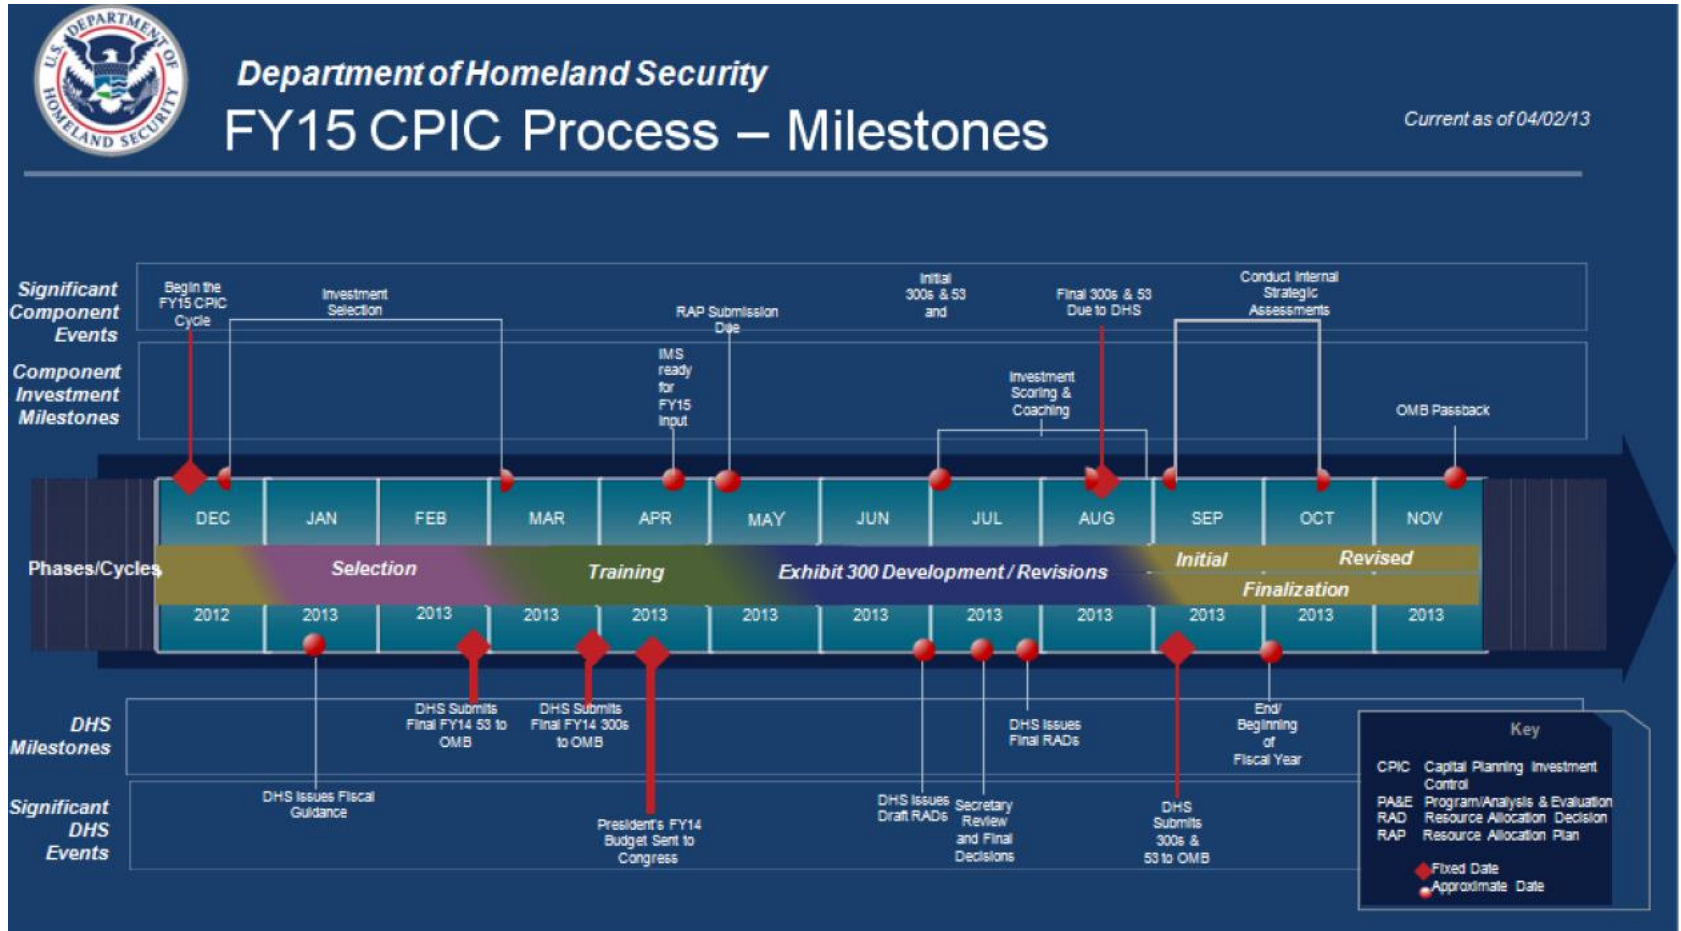 U.S. DEPARTMENT OF HOMELAND SECURITY
Department of Homeland Security
FY15 CPIC Process – Milestones
Current as of 04/02/13
Significant
Component
Events
Begin the
FY15 CPIC
Cycle
Investment
Selection
RAP Submission
Due
Initial
300s & 53
and
Final 300s & 53
Due to DHS
Conduct Internal
Strategic
Assessments
Component
Investment
Milestones
IMS
ready
for
FY15
Input
Investment
Scoring &
Coaching
OMB Passback
DEC JAN FEB MAR APR MAY JUN JUL AUG SEP OCT NOV
Phases/Cycles
Selection
Training
Exhibit 300 Development / Revisions
Initial
Revised
Finalization
2012 2013 2013 2013 2013 2013 2013 2013 2013 2013 2013 2013
DHS
Milestones
DHS Submits
Final FY14 53 to
OMB
DHS Submits
Final FY14 300s
to OMB
DHS Issues
Final RADs
End/
Beginning
of
Fiscal Year
Significant
DHS
Events
DHS Issues Fiscal
Guidance
President's FY14
Budget Sent to
Congress
DHS Issues
Draft RADs
Secretary
Review
and Final
Decisions
DHS
Submits
300s &
53 to OMB
Key
CPIC Capital Planning Investment
Control
PA&E Program/Analysis & Evaluation
RAD Resource Allocation Decision
RAP Resource Allocation Plan
Fixed Date
Approximate Date